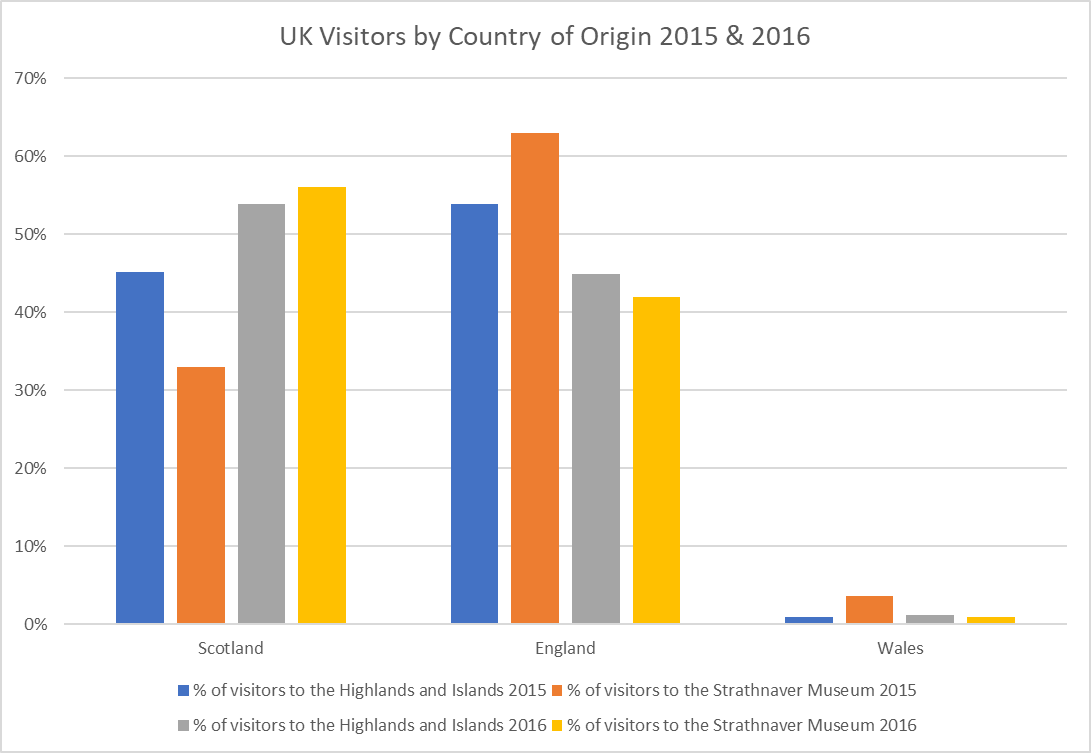 UK Visitors by Country of Origin 2015 & 2016
70%
60%
50%
40%
30%
20%
10%
0%
Scotland England Wales
% of visitors to the Highlands and Islands 2015 % of visitors to the Strathnaver Museum 2015
% of visitors to the Highlands and Islands 2016 % of visitors to the Strathnaver Museum 2016